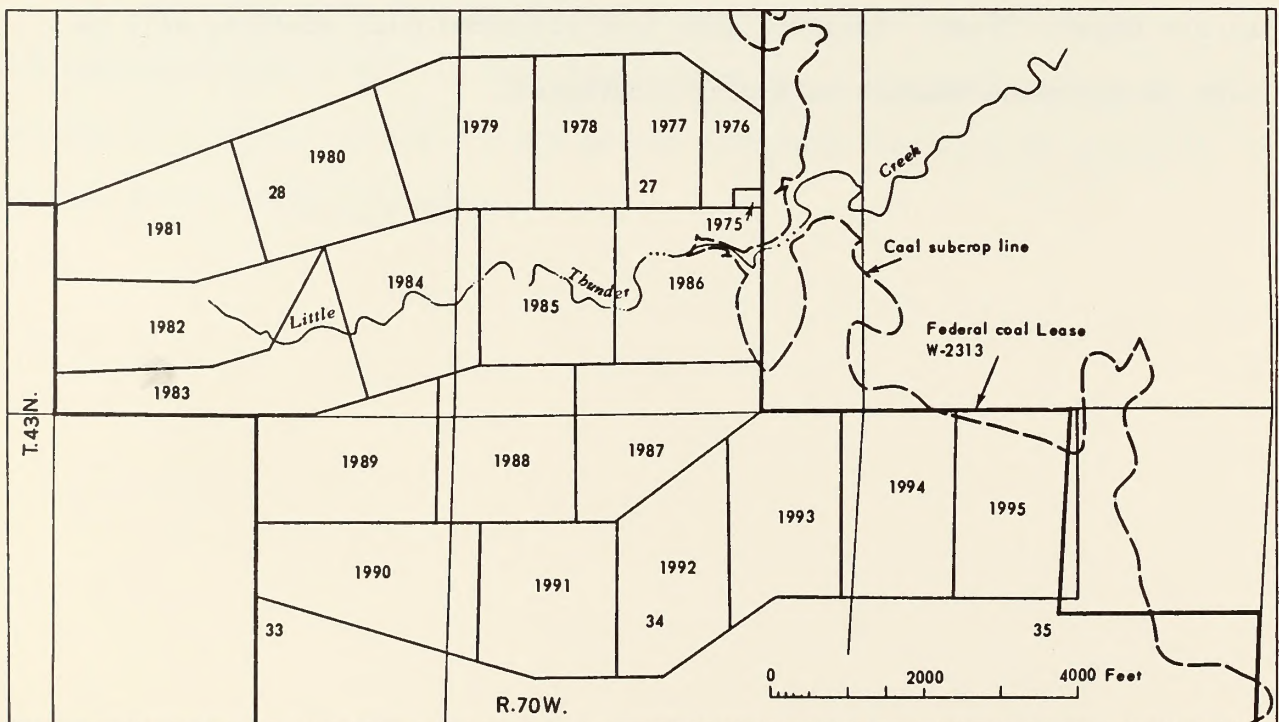 1979
1978
1977
1976
1980
28
27
1981
1975
Creek
Coal subcrop line
1982
Little
1984
1985
Thunder
1986
Federal coal Lease
W-2313
1983
T.43N.
1989
1988
1987
1993
1994
1995
1990
1991
1992
33
34
35
0 2000 4000 Feet
R.70W.